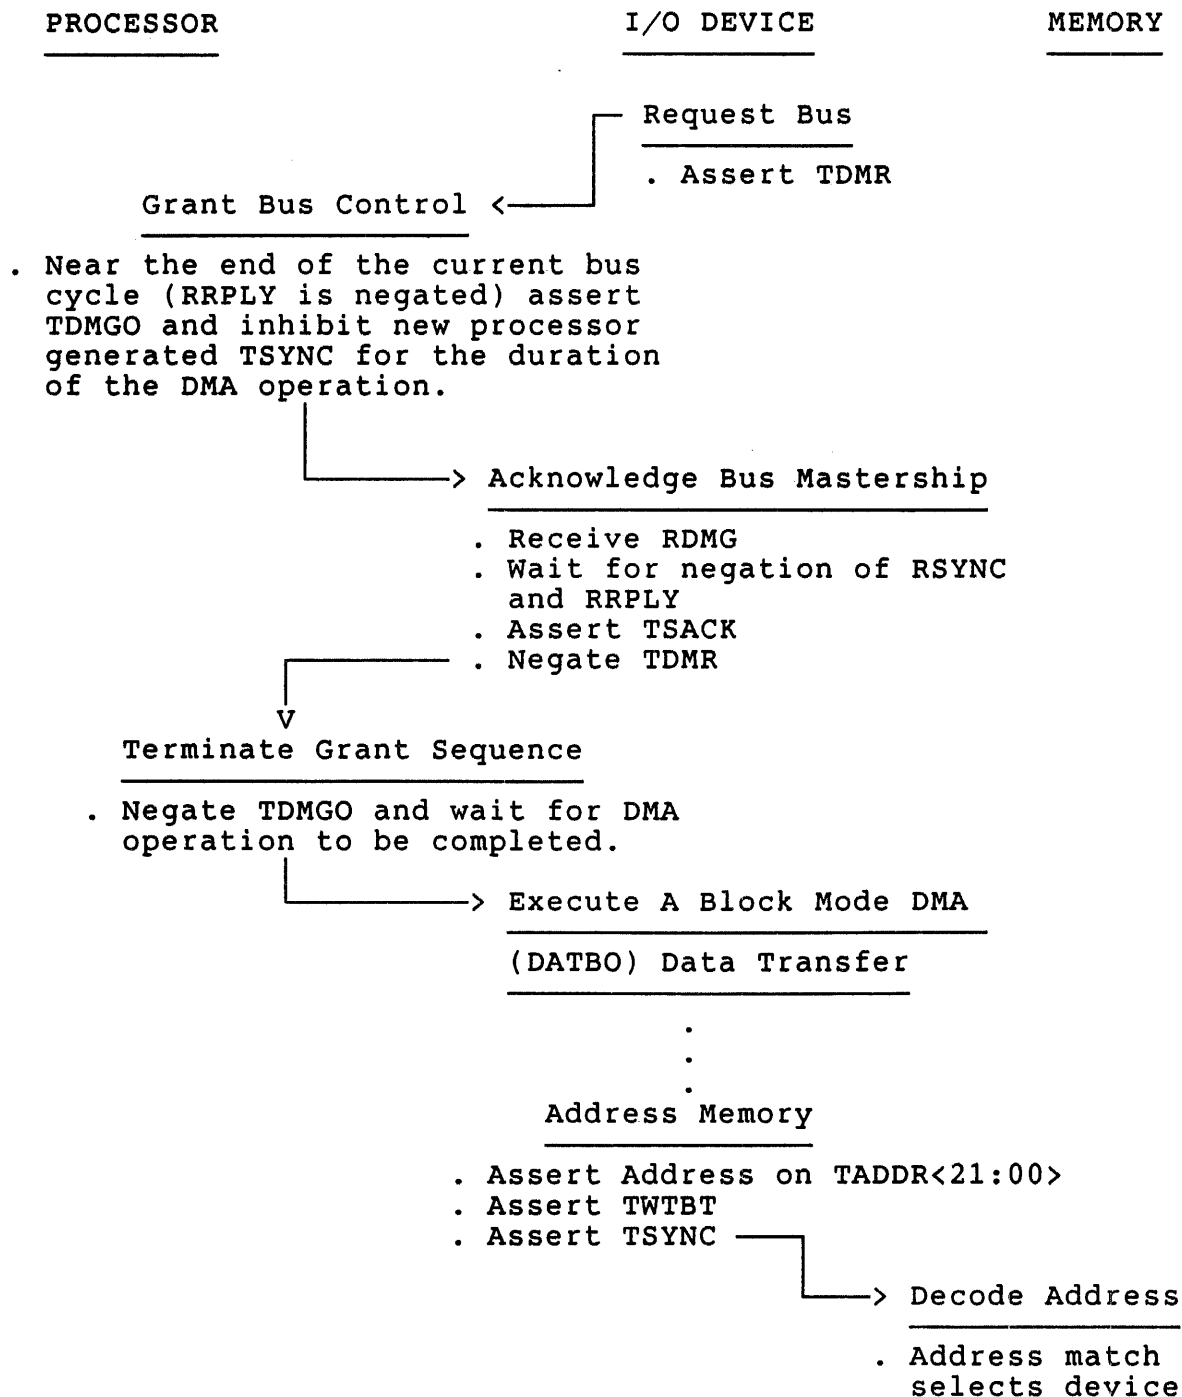 PROCESSOR I/O DEVICE MEMORY
Request Bus
. Assert TDMR
Grant Bus Control <
. Near the end of the current bus
cycle (RRPLY is negated) assert
TDMGO and inhibit new processor
generated TSYNC for the duration
of the DMA operation.
> Acknowledge Bus Mastership
. Receive RDMG
. Wait for negation of RSYNC
and RRPLY
. Assert TSACK
. Negate TDMR
V
Terminate Grant Sequence
. Negate TDMGO and wait for DMA
operation to be completed.
> Execute A Block Mode DMA
(DATBO) Data Transfer
.
.
.
Address Memory
. Assert Address on TADDR<21:00>
. Assert TWTBT
. Assert TSYNC
> Decode Address
. Address match
selects device